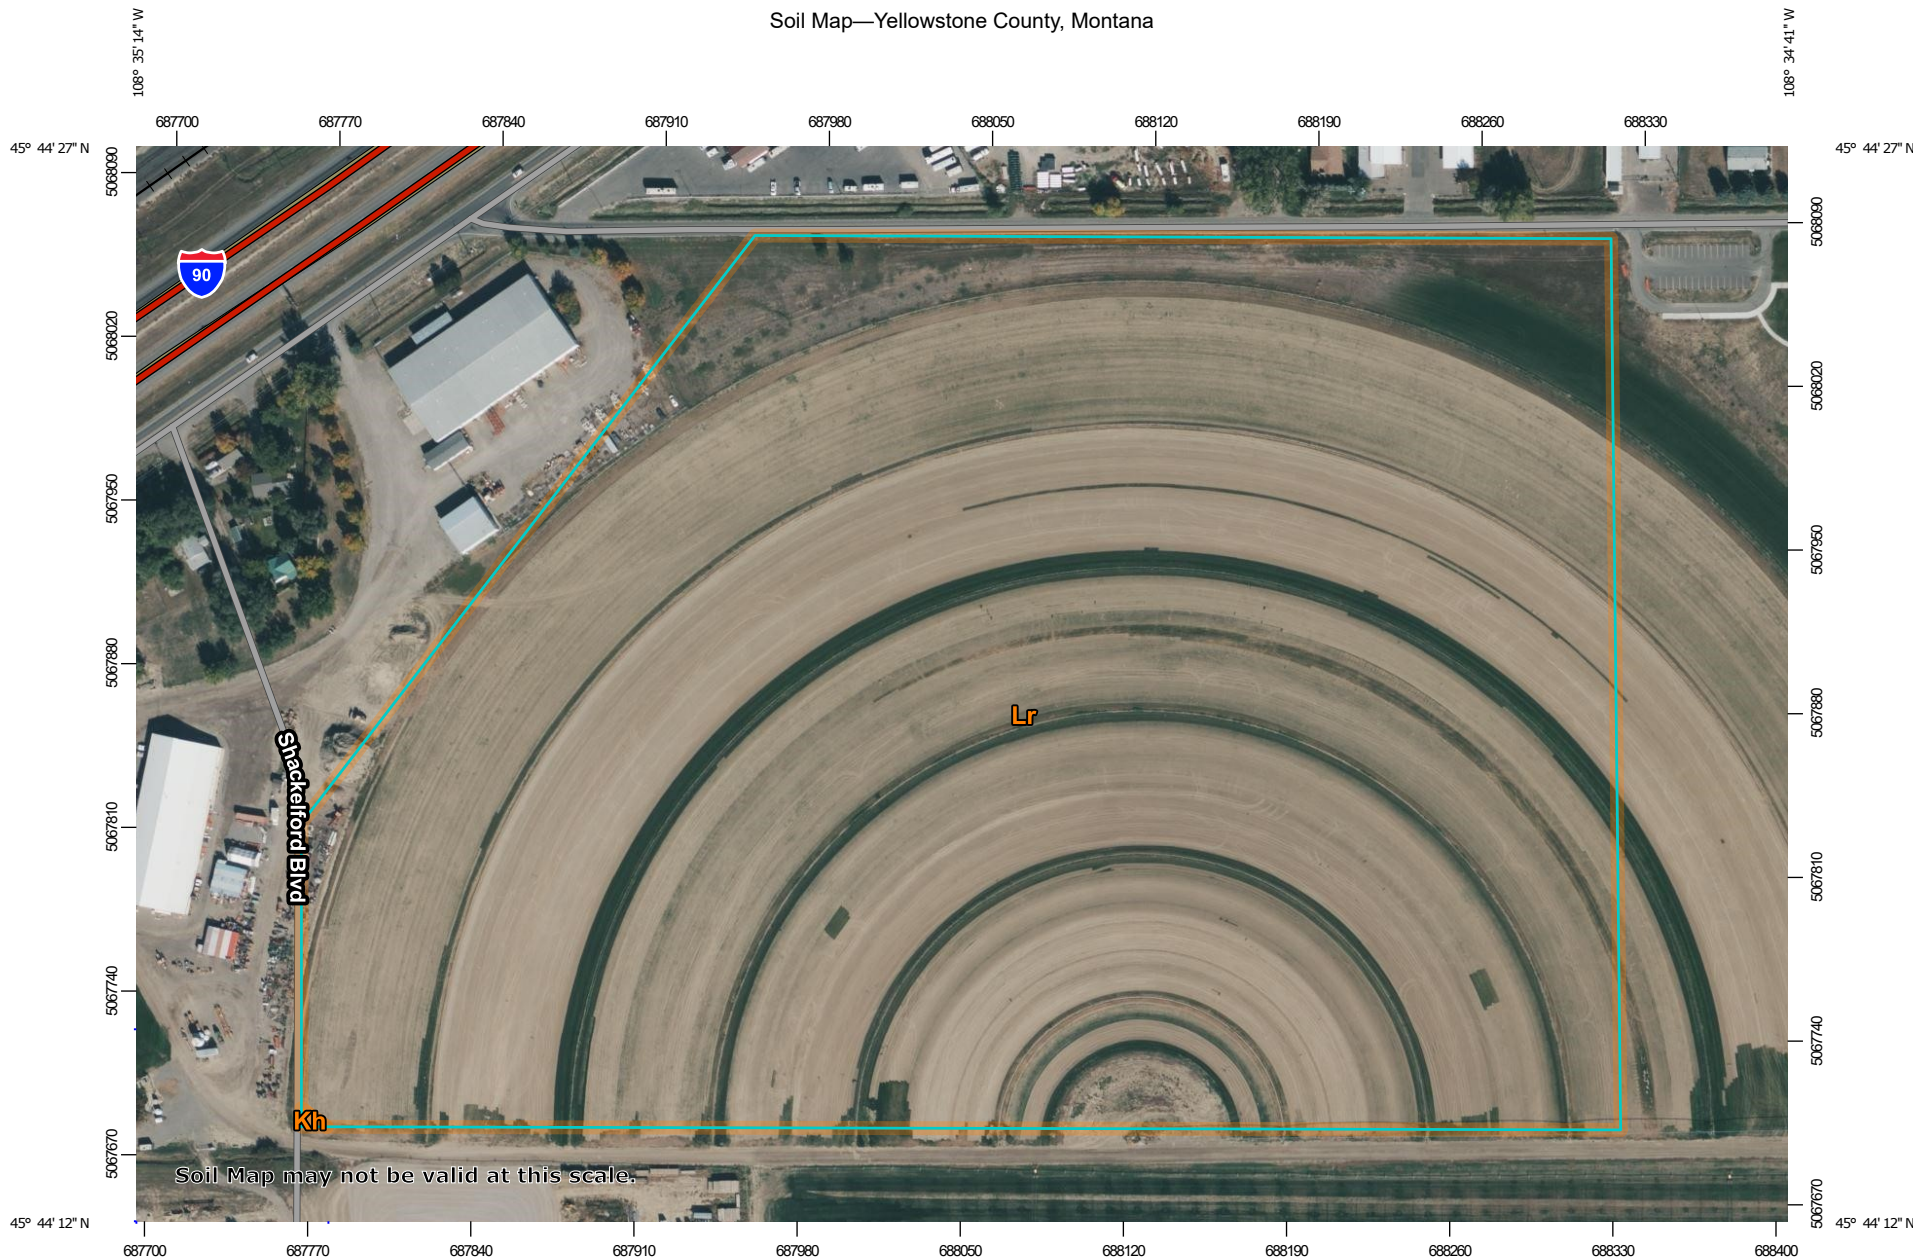 Soil Map—Yellowstone County, Montana
108° 35' 14" W
108° 34' 41" W
687700 687770 687840 687910 687980 688050 688120 688190 688260 688330
45° 44' 27" N
45° 44' 27" N
5068090
5068020
5067950
5067880
5067810
5067740
5067670
5068090
5068020
5067950
5067880
5067810
5067740
5067670
90
Lr
Shackelford Blvd
Kh
Soil Map may not be valid at this scale.
45° 44' 12" N
45° 44' 12" N
687700 687770 687840 687910 687980 688050 688120 688190 688260 688330 688400